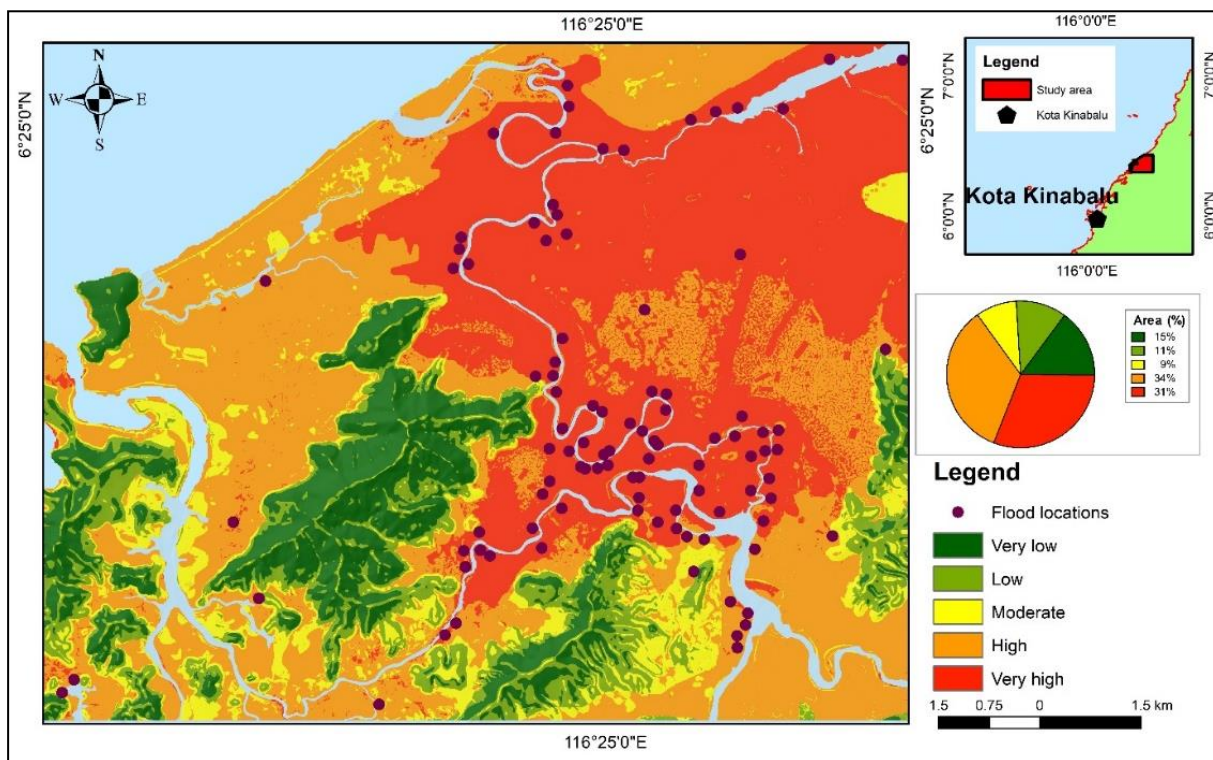 116°25'0"E
N
W E
S
6°25'0"N
6°25'0"N
116°25'0"E
116°0'0"E
Legend
Study area
Kota Kinabalu
Kota Kinabalu
7°0'0"N
6°0'0"N
7°0'0"N
6°0'0"N
116°0'0"E
Area (%)
15%
11%
9%
34%
31%
Legend
Flood locations
Very low
Low
Moderate
High
Very high
1.5 0.75 0 1.5 km